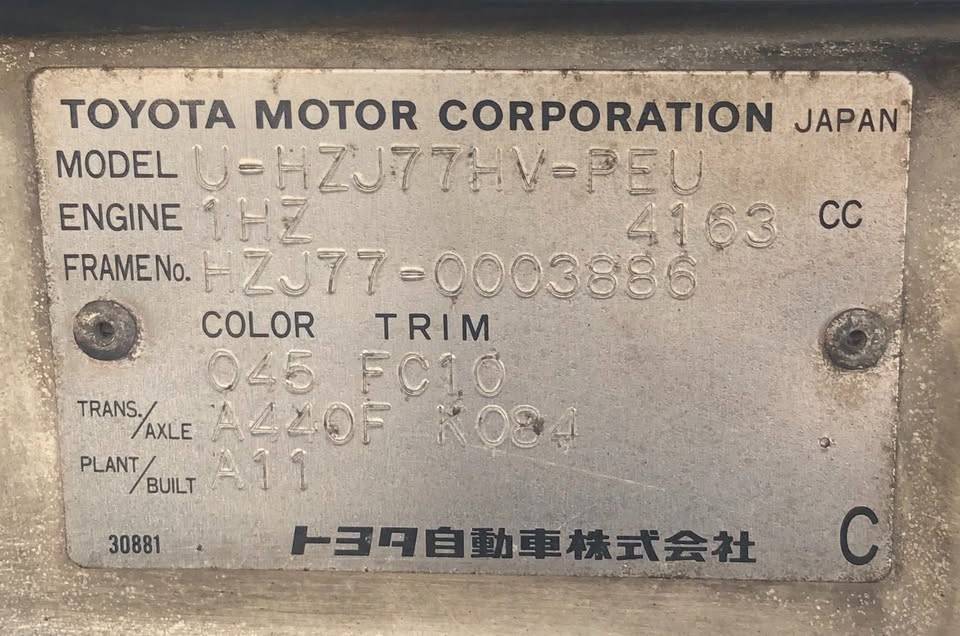 TOYOTA MOTOR CORPORATION JAPAN
MODEL U-HZJ77HV-PEU
ENGINE 1HZ 4163 CC
FRAME No. HZJ77-0003886
COLOR TRIM
045 FC10
TRANS./AXLE A440F K084
PLANT/BUILT A11
30881 トヨタ自動車株式会社 C